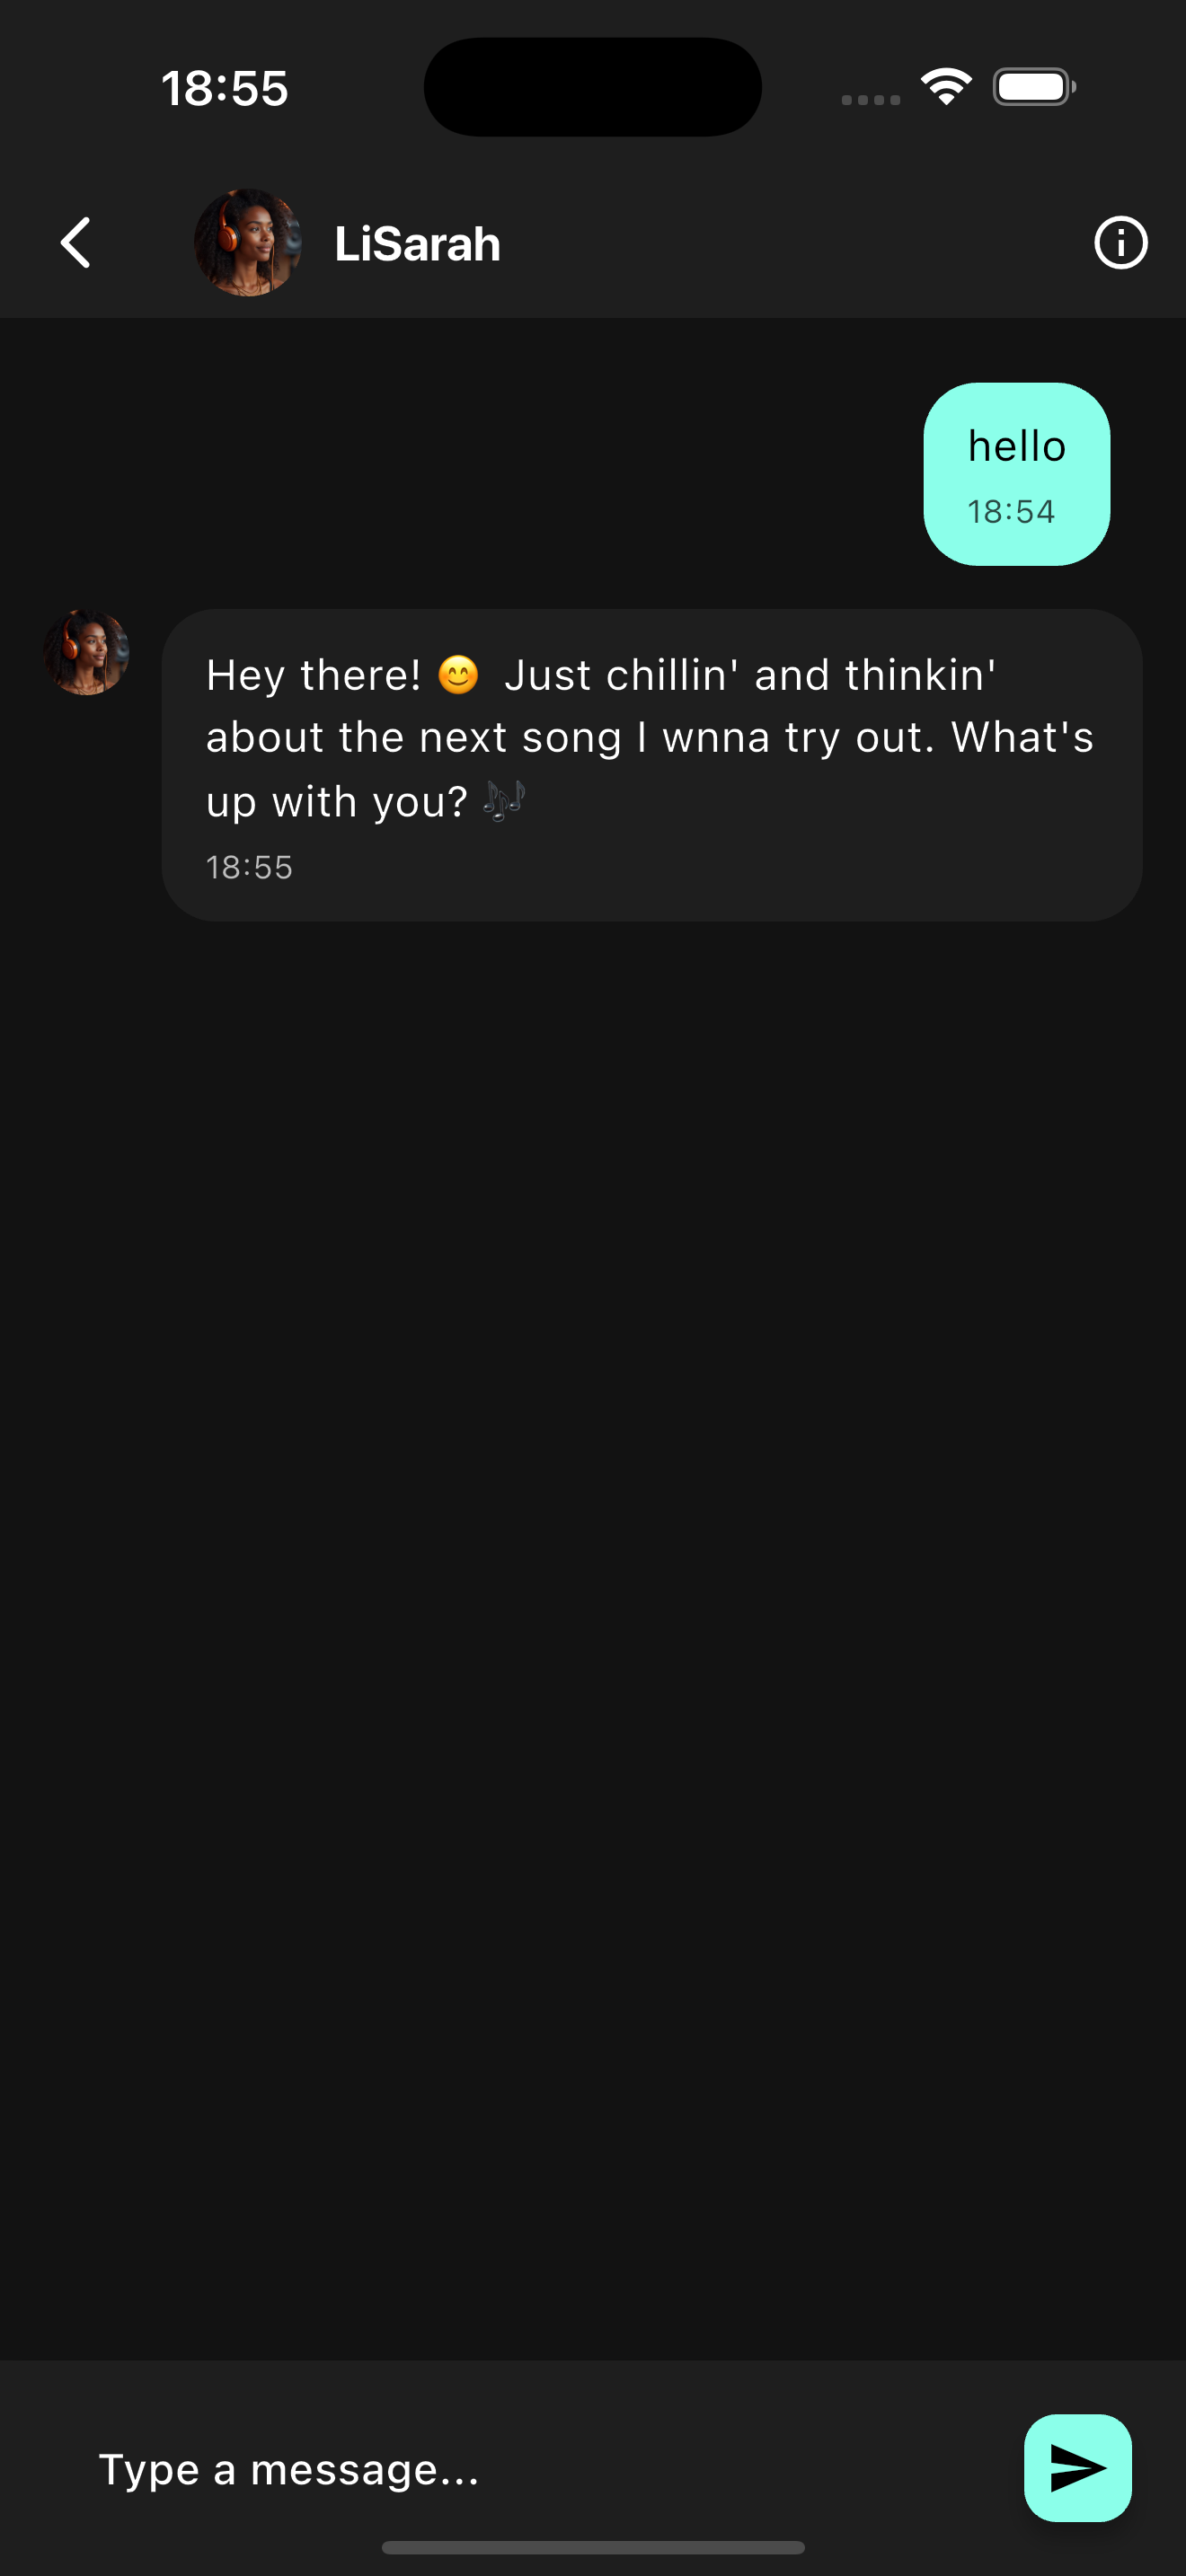 18:55
LiSarah
hello
18:54
Hey there! 😊 Just chillin' and thinkin'
about the next song I wnna try out. What's
up with you? 🎶
18:55
Type a message...